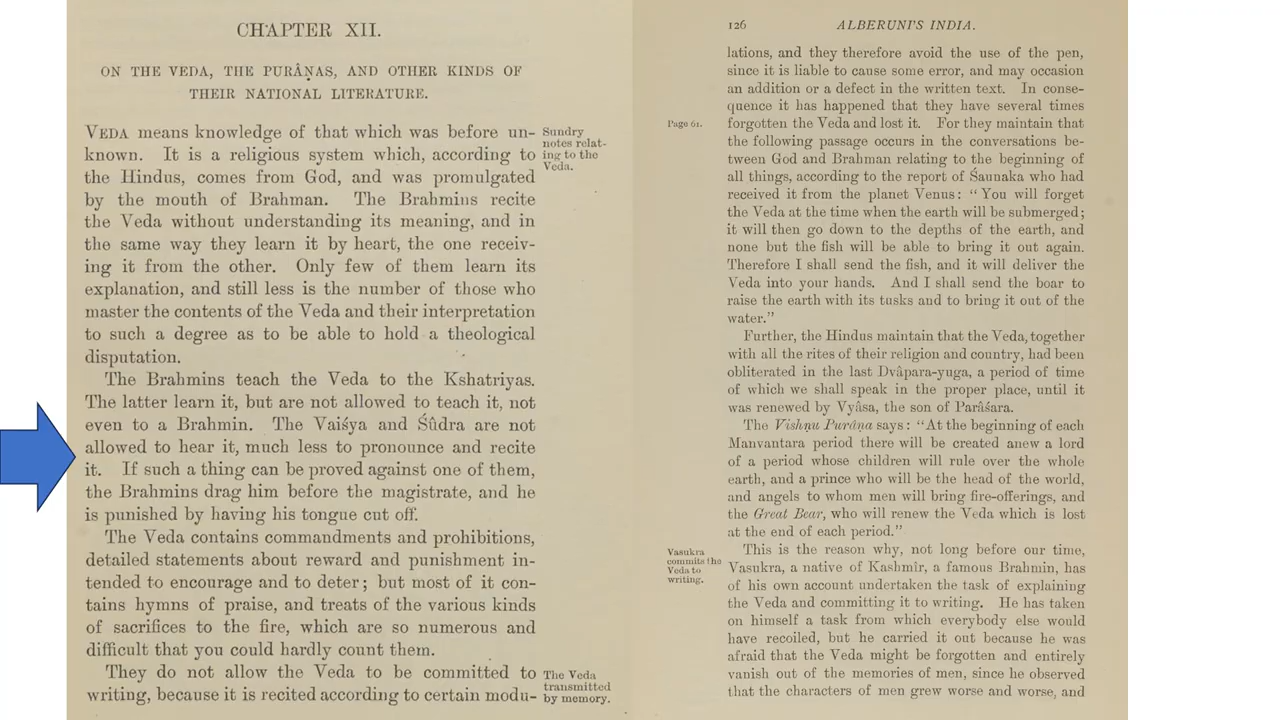 CHAPTER XII.
ON THE VEDA, THE PURÂṆAS, AND OTHER KINDS OF
THEIR NATIONAL LITERATURE.
VEDA means knowledge of that which was before un-
known. It is a religious system which, according to
the Hindus, comes from God, and was promulgated
by the mouth of Brahman. The Brahmins recite
the Veda without understanding its meaning, and in
the same way they learn it by heart, the one receiv-
ing it from the other. Only few of them learn its
explanation, and still less is the number of those who
master the contents of the Veda and their interpretation
to such a degree as to be able to hold a theological
disputation.
The Brahmins teach the Veda to the Kshatriyas.
The latter learn it, but are not allowed to teach it, not
even to a Brahmin. The Vaiśya and Śûdra are not
allowed to hear it, much less to pronounce and recite
it. If such a thing can be proved against one of them,
the Brahmins drag him before the magistrate, and he
is punished by having his tongue cut off.
The Veda contains commandments and prohibitions,
detailed statements about reward and punishment in-
tended to encourage and to deter; but most of it con-
tains hymns of praise, and treats of the various kinds
of sacrifices to the fire, which are so numerous and
difficult that you could hardly count them.
They do not allow the Veda to be committed to
writing, because it is recited according to certain modu-
Sundry
notes relat-
ing to the
Veda.
The Veda
transmitted
by memory.
126 ALBERUNI'S INDIA.
lations, and they therefore avoid the use of the pen,
since it is liable to cause some error, and may occasion
an addition or a defect in the written text. In conse-
quence it has happened that they have several times
forgotten the Veda and lost it. For they maintain that
the following passage occurs in the conversations be-
tween God and Brahman relating to the beginning of
all things, according to the report of Śaunaka who had
received it from the planet Venus: "You will forget
the Veda at the time when the earth will be submerged;
it will then go down to the depths of the earth, and
none but the fish will be able to bring it out again.
Therefore I shall send the fish, and it will deliver the
Veda into your hands. And I shall send the boar to
raise the earth with its tusks and to bring it out of the
water."
Further, the Hindus maintain that the Veda, together
with all the rites of their religion and country, had been
obliterated in the last Dvâpara-yuga, a period of time
of which we shall speak in the proper place, until it
was renewed by Vyâsa, the son of Parâśara.
The Vishṇu Purâṇa says: "At the beginning of each
Manvantara period there will be created anew a lord
of a period whose children will rule over the whole
earth, and a prince who will be the head of the world,
and angels to whom men will bring fire-offerings, and
the Great Bear, who will renew the Veda which is lost
at the end of each period."
This is the reason why, not long before our time,
Vasukra, a native of Kashmîr, a famous Brahmin, has
of his own account undertaken the task of explaining
the Veda and committing it to writing. He has taken
on himself a task from which everybody else would
have recoiled, but he carried it out because he was
afraid that the Veda might be forgotten and entirely
vanish out of the memories of men, since he observed
that the characters of men grew worse and worse, and
Page 61.
Vasukra
commits the
Veda to
writing.